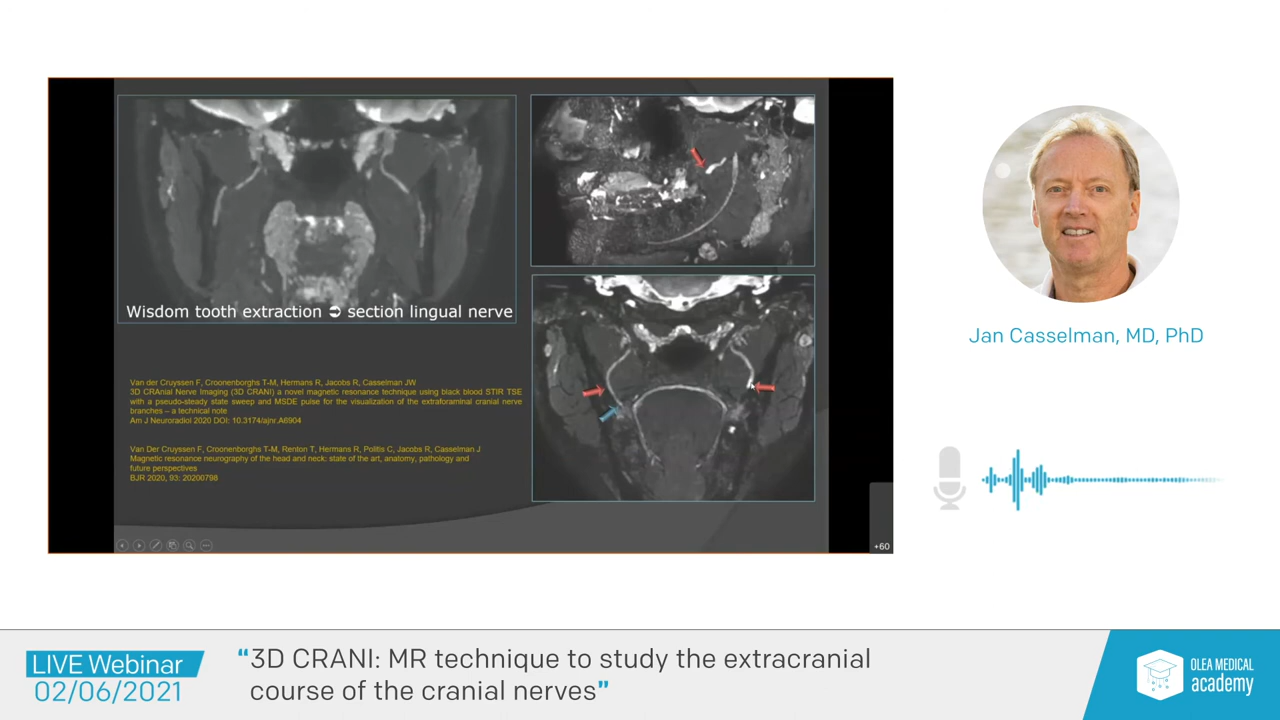 Wisdom tooth extraction ➲ section lingual nerve
Van der Cruyssen F, Croonenborghs T-M, Hermans R, Jacobs R, Casselman JW
3D CRAnial Nerve Imaging (3D CRANI) a novel magnetic resonance technique using black blood STIR TSE
with a pseudo-steady state sweep and MSDE pulse for the visualization of the extraforaminal cranial nerve
branches – a technical note
Am J Neuroradiol 2020 DOI: 10.3174/ajnr.A6904
Van Der Cruyssen F, Croonenborghs T-M, Renton T, Hermans R, Politis C, Jacobs R, Casselman J
Magnetic resonance neurography of the head and neck: state of the art, anatomy, pathology and
future perspectives
BJR 2020, 93: 20200798
+60
Jan Casselman, MD, PhD
LIVE Webinar
02/06/2021
“3D CRANI: MR technique to study the extracranial
course of the cranial nerves”
OLEA MEDICAL
academy